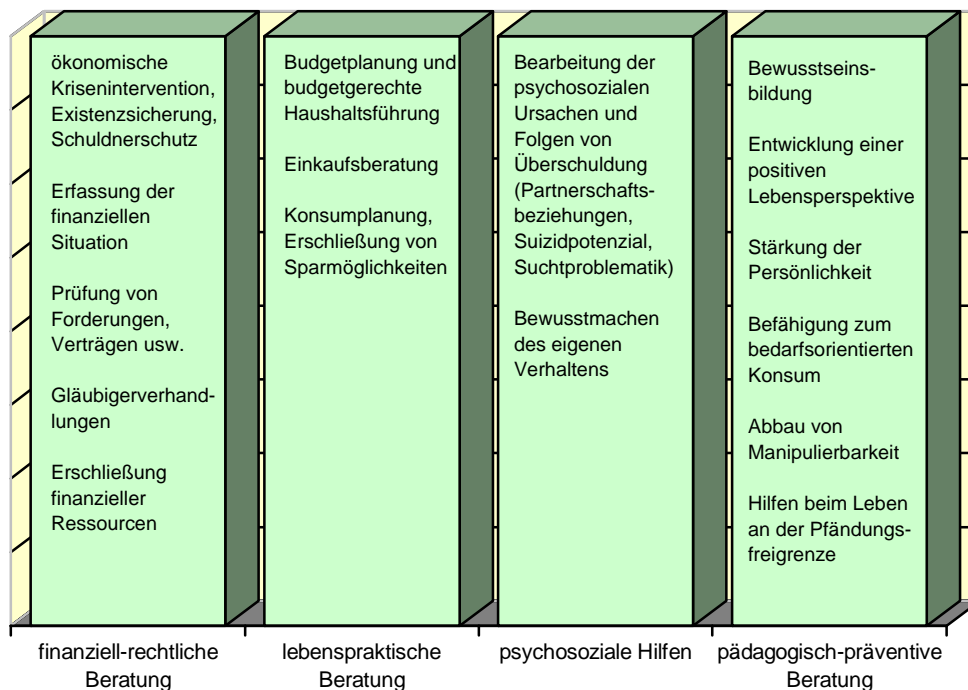 ökonomische
Krisenintervention,
Existenzsicherung,
Schuldnerschutz
Erfassung der
finanziellen
Situation
Prüfung von
Forderungen,
Verträgen usw.
Gläubigerverhand-
lungen
Erschließung
finanzieller
Ressourcen
Budgetplanung und
budgetgerechte
Haushaltsführung
Einkaufsberatung
Konsumplanung,
Erschließung von
Sparmöglichkeiten
Bearbeitung der
psychosozialen
Ursachen und
Folgen von
Überschuldung
(Partnerschafts-
beziehungen,
Suizidpotenzial,
Suchtproblematik)
Bewusstmachen
des eigenen
Verhaltens
Bewusstseins-
bildung
Entwicklung einer
positiven
Lebensperspektive
Stärkung der
Persönlichkeit
Befähigung zum
bedarfsorientierten
Konsum
Abbau von
Manipulierbarkeit
Hilfen beim Leben
an der Pfändungs-
freigrenze
finanziell-rechtliche
Beratung
lebenspraktische
Beratung
psychosoziale Hilfen
pädagogisch-präventive
Beratung